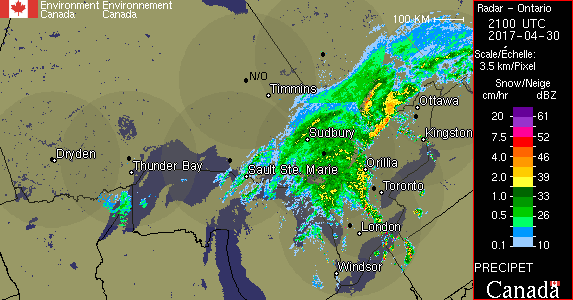 Environment Environnement
Canada Canada
100 KM
N/O
Timmins
Ottawa
Sudbury
Kingston
Dryden
Thunder Bay
Sault Ste. Marie
Orillia
Toronto
London
Windsor
Radar - Ontario
2100 UTC
2017-04-30
Scale/Échelle:
3.5 km/Pixel
Snow/Neige
cm/hr dBZ
20 61
7.5 52
4.0 46
2.0 39
1.0 33
0.5 26
0.1 10
PRECIPET
Canada